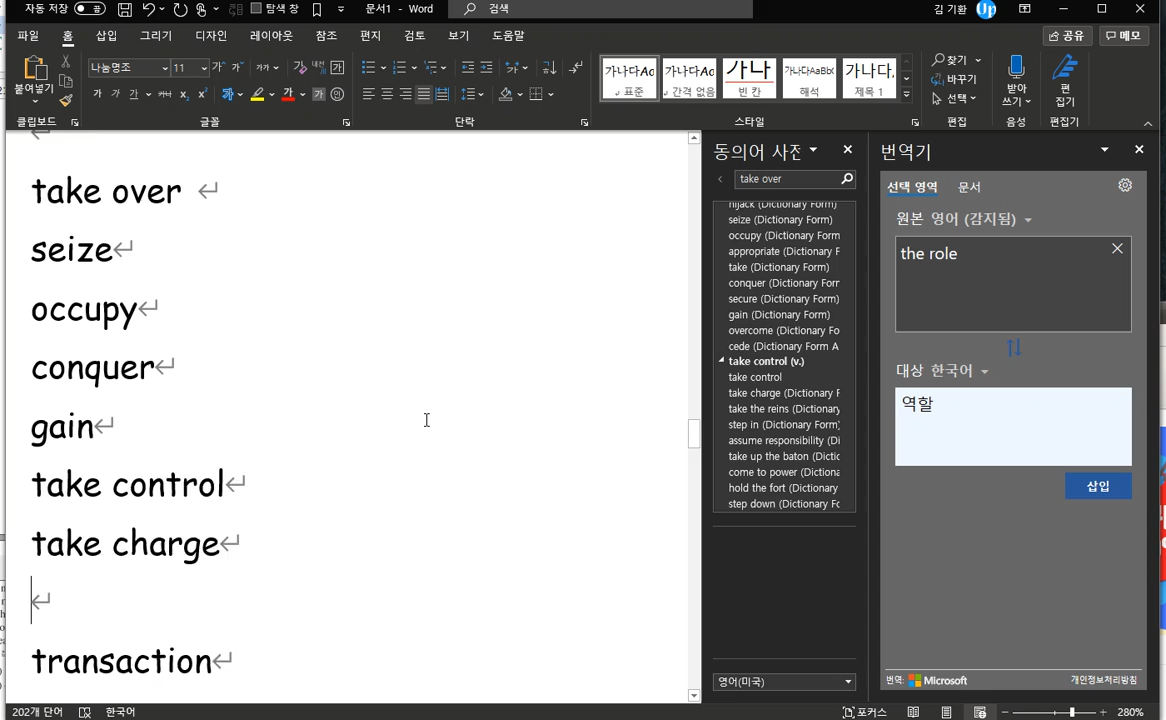 자동 저장 탐색 창 문서1 - Word 검색 김 기환
파일 홈 삽입 그리기 디자인 레이아웃 참조 편지 검토 보기 도움말 공유 메모
붙여넣기
나눔명조 11
가나다Aa 가나다Aa 가나 가나다AaBb( 가나다,
표준 간격 없음 빈 칸 해석 제목 1
찾기
바꾸기
선택
받아
쓰기
편
집기
클립보드 글꼴 단락 스타일 편집 음성 편집기
take over
seize
occupy
conquer
gain
take control
take charge
transaction
동의어 사전
take over
hijack (Dictionary Form)
seize (Dictionary Form)
occupy (Dictionary Form
appropriate (Dictionary F
take (Dictionary Form)
conquer (Dictionary Forr
secure (Dictionary Form)
gain (Dictionary Form)
overcome (Dictionary Fo
cede (Dictionary Form A
take control (v.)
take control
take charge (Dictionary F
take the reins (Dictionary
step in (Dictionary Form)
assume responsibility (Di
take up the baton (Dictic
come to power (Dictiona
hold the fort (Dictionary
step down (Dictionary Fc
영어(미국)
번역기
선택 영역 문서
원본 영어 (감지됨)
the role
대상 한국어
역할
삽입
번역: Microsoft 개인정보처리방침
202개 단어 한국어 포커스 280%